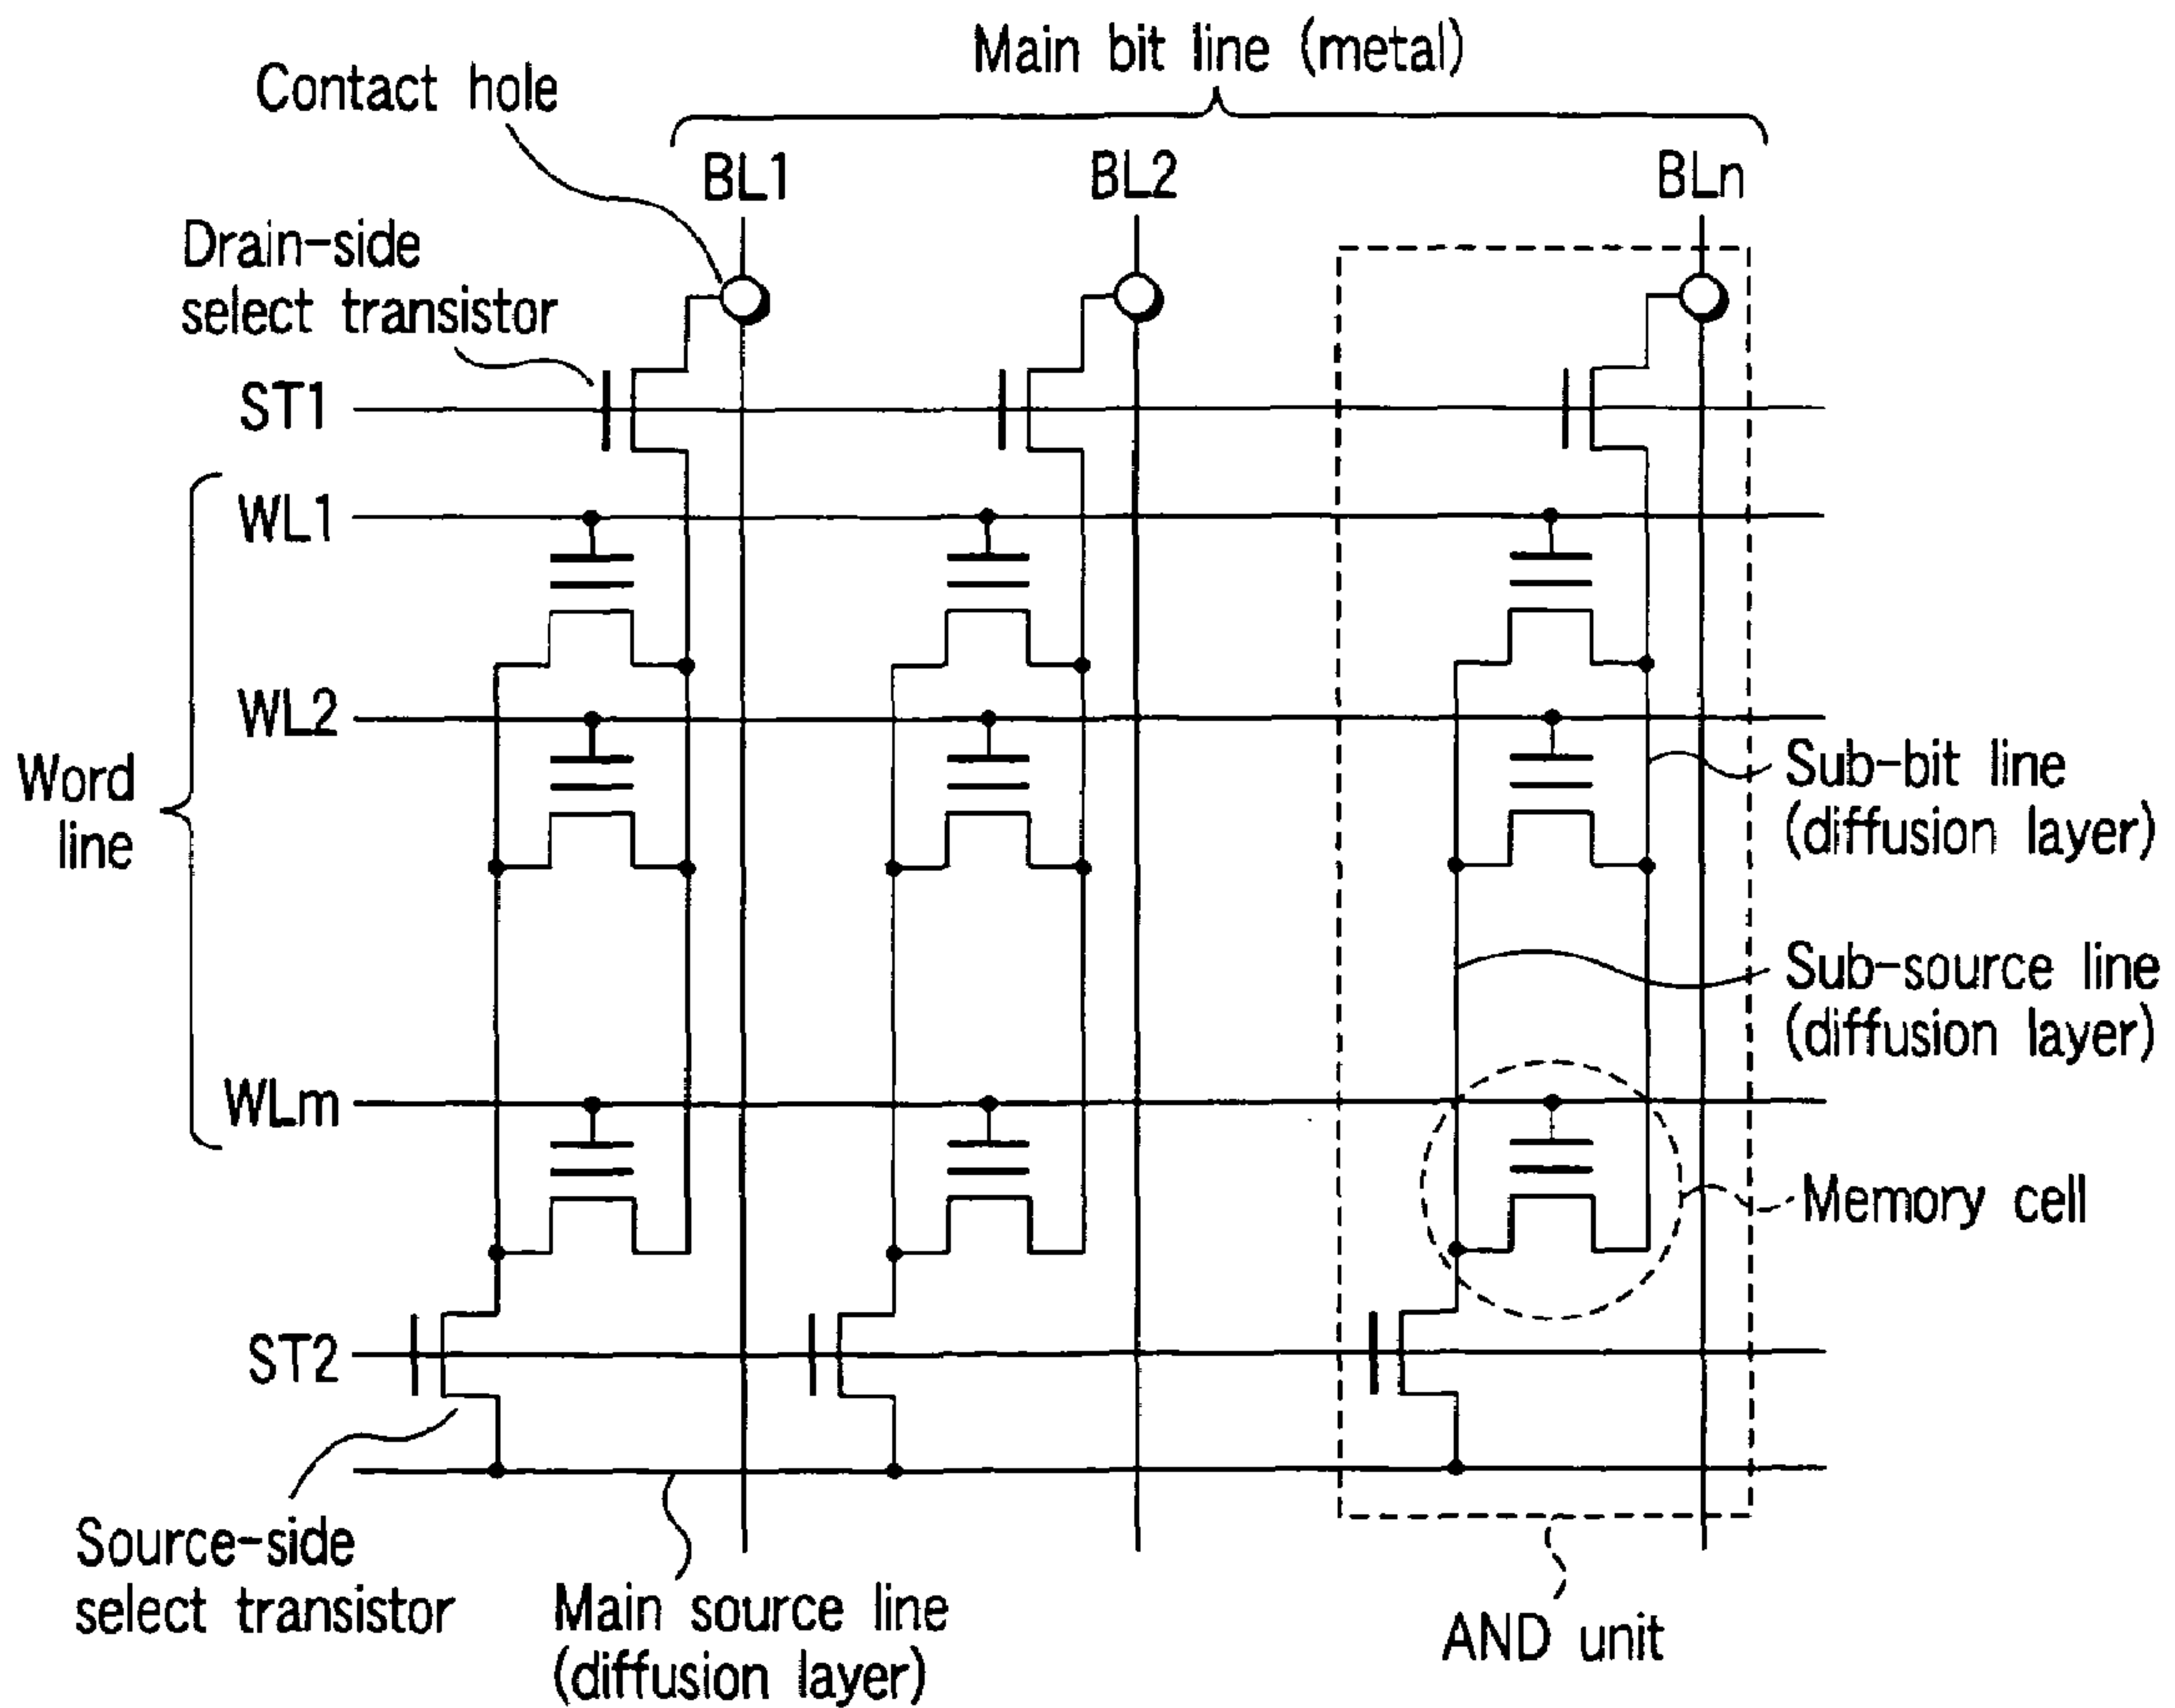 Main bit line (metal)
Contact hole
BL1
BL2
BLn
Drain-side
select transistor
ST1
WL1
WL2
Word
line
Sub-bit line
(diffusion layer)
Sub-source line
(diffusion layer)
WLm
Memory cell
ST2
Source-side
select transistor
Main source line
(diffusion layer)
AND unit